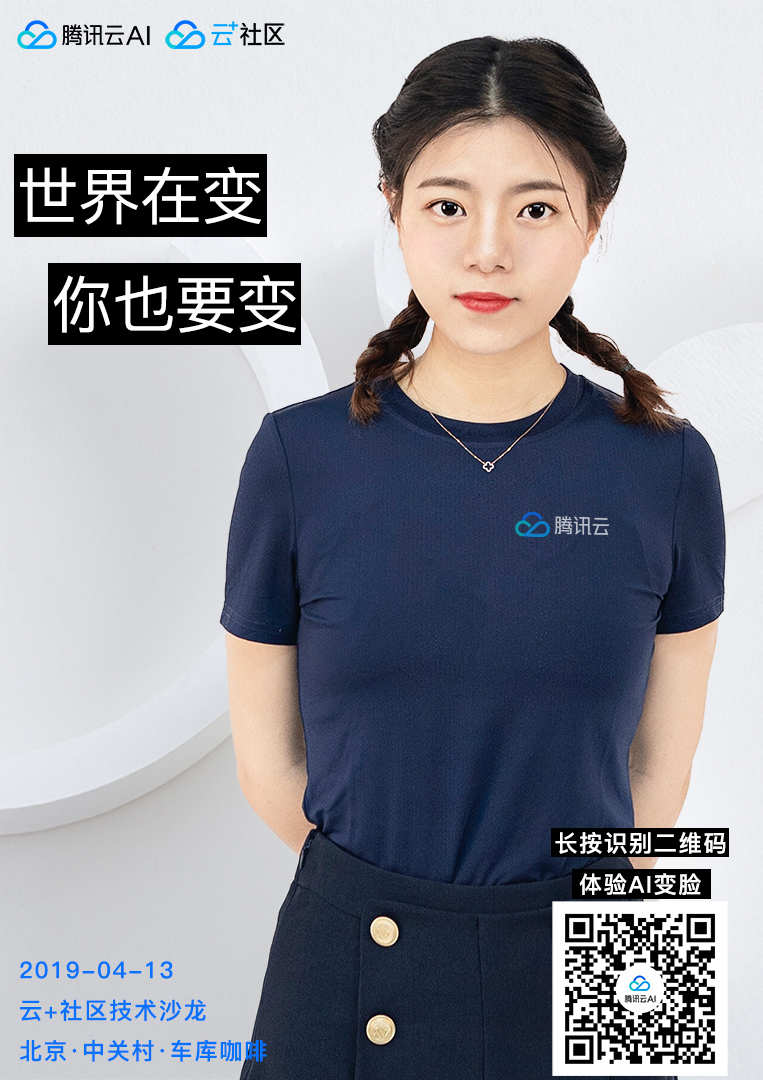 腾讯云AI 云+社区
世界在变
你也要变
腾讯云
长按识别二维码
体验AI变脸
腾讯云AI
2019-04-13
云+社区技术沙龙
北京·中关村·车库咖啡